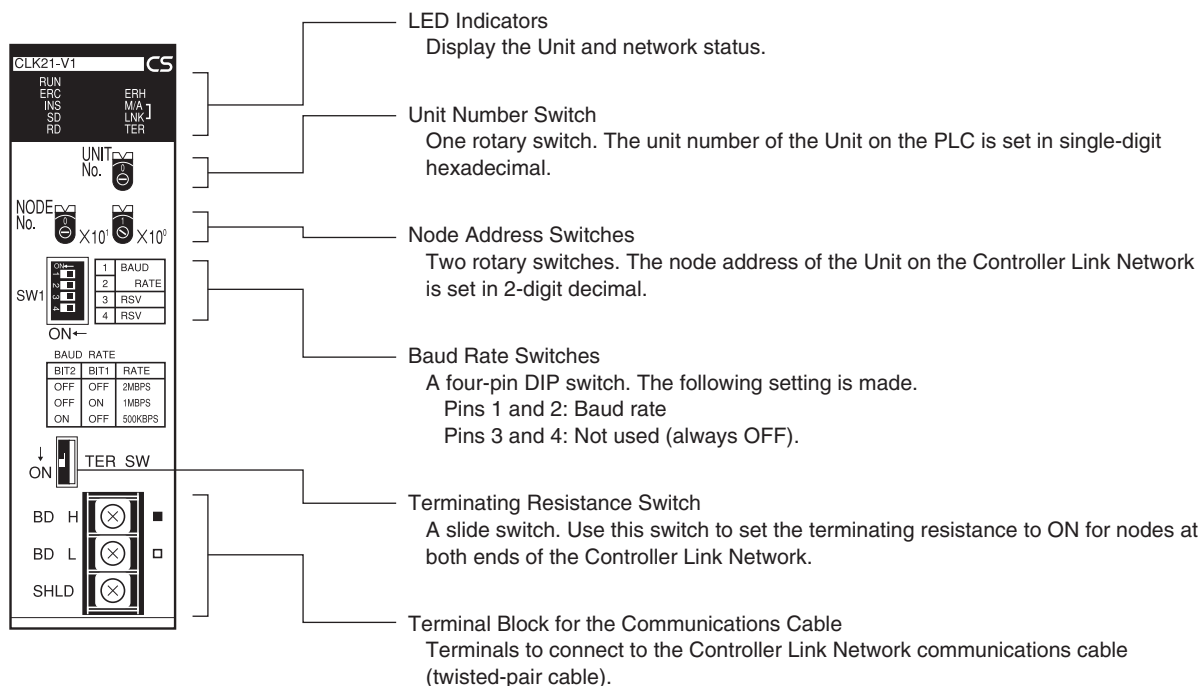 CLK21-V1
CS
RUN
ERC ERH
INS M/A
SD LNK
RD TER
UNIT
No.
0
NODE
No.
0
1
X10¹ X10⁰
SW1
ON←
1
2
3
4
1 BAUD
2 RATE
3 RSV
4 RSV
ON←
BAUD RATE
BIT2 BIT1 RATE
OFF OFF 2MBPS
OFF ON 1MBPS
ON OFF 500KBPS
↓
ON
TER SW
BD H ■
BD L □
SHLD
LED Indicators
Display the Unit and network status.
Unit Number Switch
One rotary switch. The unit number of the Unit on the PLC is set in single-digit
hexadecimal.
Node Address Switches
Two rotary switches. The node address of the Unit on the Controller Link Network
is set in 2-digit decimal.
Baud Rate Switches
A four-pin DIP switch. The following setting is made.
Pins 1 and 2: Baud rate
Pins 3 and 4: Not used (always OFF).
Terminating Resistance Switch
A slide switch. Use this switch to set the terminating resistance to ON for nodes at
both ends of the Controller Link Network.
Terminal Block for the Communications Cable
Terminals to connect to the Controller Link Network communications cable
(twisted-pair cable).